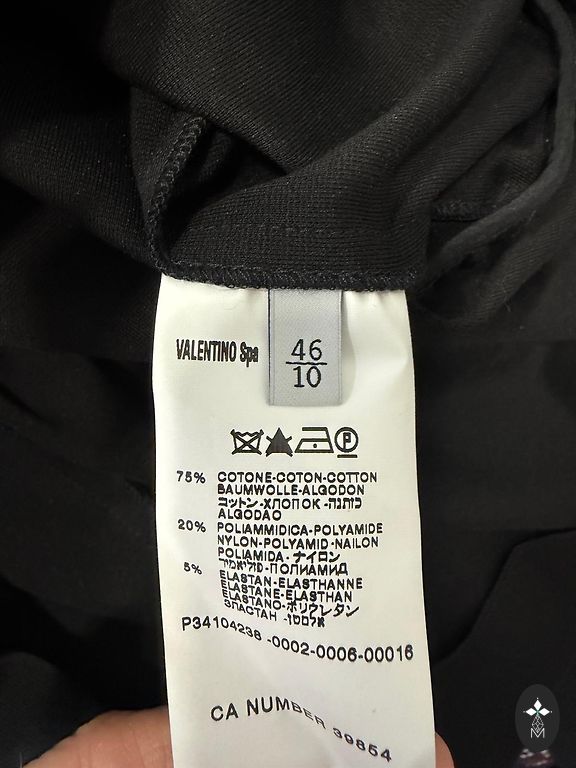 VALENTINO Spa
46
10
75% COTONE-COTON-COTTON
BAUMWOLLE-ALGODON
コットン-ХЛОПОК-כותנה
ALGODAO
20% POLIAMMIDICA-POLYAMIDE
NYLON-POLYAMID-NAILON
POLIAMIDA-ナイロン
פוליאמיד-ПОЛИАМИД
5% ELASTAN-ELASTHANNE
ELASTANE-ELASTHAN
ELASTANO-ポリウレタン
ЭЛАСТАН-אלסטן
P34104238 -0002-0006-00016
CA NUMBER 39854
M